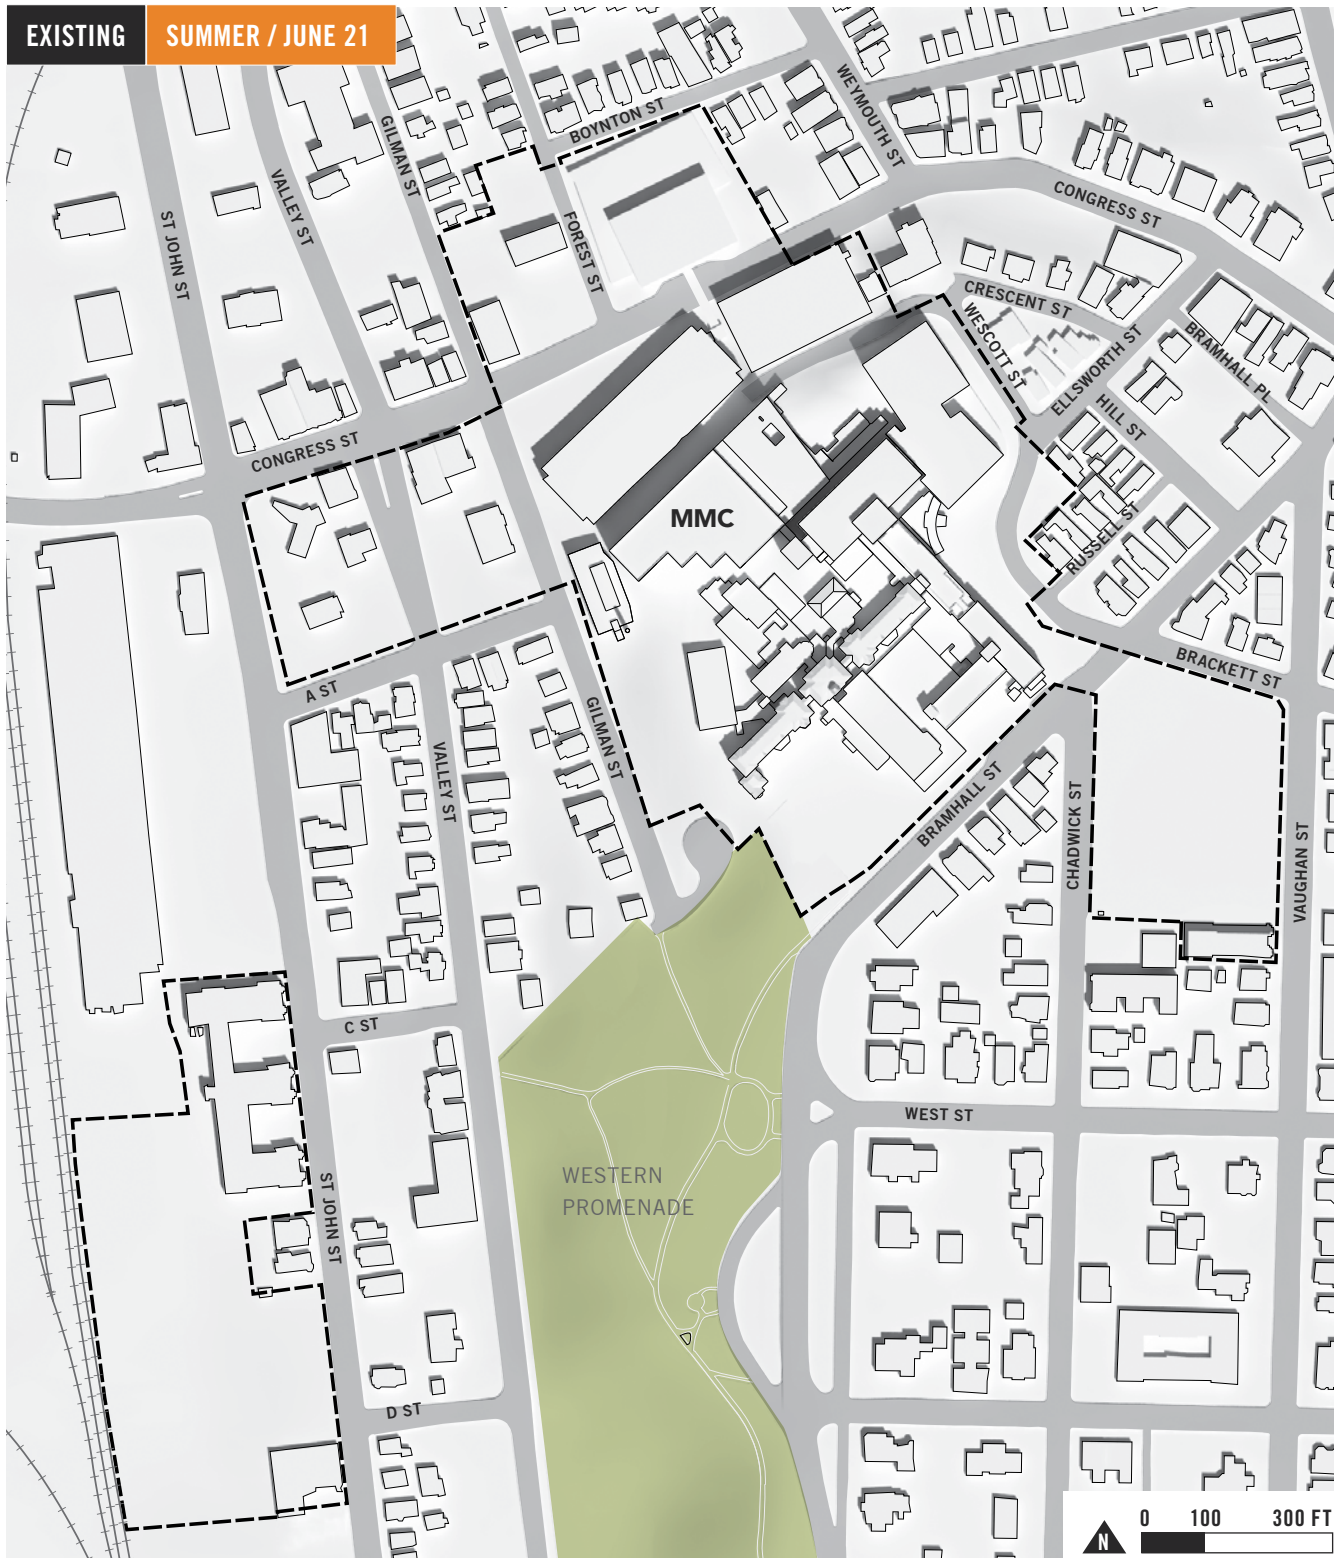 EXISTING
SUMMER / JUNE 21
BOYNTON ST
WEYMOUTH ST
GILMAN ST
VALLEY ST
ST JOHN ST
FOREST ST
CONGRESS ST
CRESCENT ST
WESCOTT ST
ELLSWORTH ST
BRAMHALL PL
HILL ST
CONGRESS ST
MMC
RUSSELL ST
BRACKETT ST
A ST
GILMAN ST
VALLEY ST
BRAMHALL ST
CHADWICK ST
VAUGHAN ST
C ST
WEST ST
WESTERN
PROMENADE
ST JOHN ST
D ST
N
0 100 300 FT